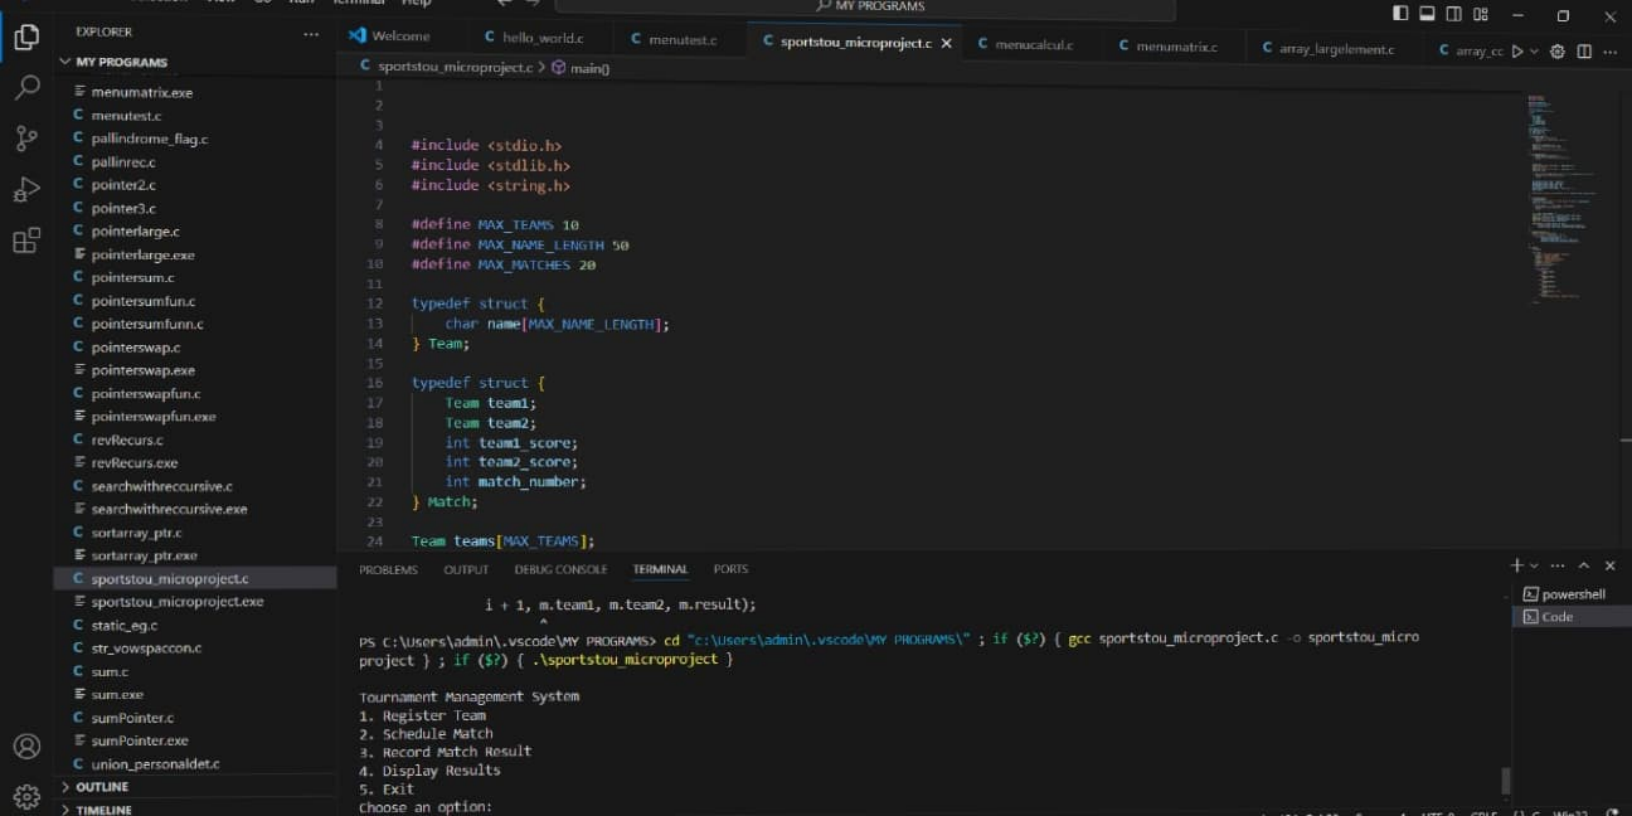 Terminal Help
MY PROGRAMS
EXPLORER
Welcome
hello_world.c
menutest.c
sportstou_microproject.c
menucalcul.c
menumatrix.c
array_largelement.c
array_cc
sportstou_microproject.c > main()
MY PROGRAMS
menumatrix.exe
menutest.c
pallindrome_flag.c
pallinrec.c
pointer2.c
pointer3.c
pointerlarge.c
pointerlarge.exe
pointersum.c
pointersumfun.c
pointersumfunn.c
pointerswap.c
pointerswap.exe
pointerswapfun.c
pointerswapfun.exe
revRecurs.c
revRecurs.exe
searchwithreccursive.c
searchwithreccursive.exe
sortarray_ptr.c
sortarray_ptr.exe
sportstou_microproject.c
sportstou_microproject.exe
static_eg.c
str_vowspaccon.c
sum.c
sum.exe
sumPointer.c
sumPointer.exe
union_personaldet.c
OUTLINE
TIMELINE
1
2
3
4 #include <stdio.h>
5 #include <stdlib.h>
6 #include <string.h>
7
8 #define MAX_TEAMS 10
9 #define MAX_NAME_LENGTH 50
10 #define MAX_MATCHES 20
11
12 typedef struct {
13 char name[MAX_NAME_LENGTH];
14 } Team;
15
16 typedef struct {
17 Team team1;
18 Team team2;
19 int team1_score;
20 int team2_score;
21 int match_number;
22 } Match;
23
24 Team teams[MAX_TEAMS];
PROBLEMS OUTPUT DEBUG CONSOLE TERMINAL PORTS
i + 1, m.team1, m.team2, m.result);
^
PS C:\Users\admin\.vscode\MY PROGRAMS> cd "c:\Users\admin\.vscode\MY PROGRAMS\" ; if ($?) { gcc sportstou_microproject.c -o sportstou_micro
project } ; if ($?) { .\sportstou_microproject }
Tournament Management System
1. Register Team
2. Schedule Match
3. Record Match Result
4. Display Results
5. Exit
Choose an option:
powershell
Code